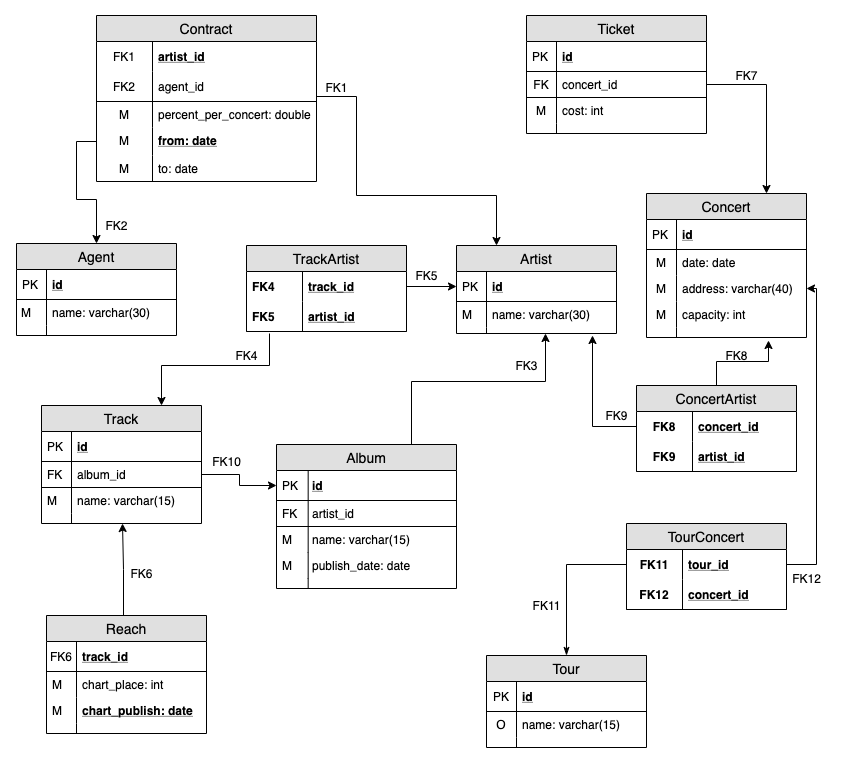 Contract
FK1 artist_id
FK2 agent_id
M percent_per_concert: double
M from: date
M to: date
Ticket
PK id
FK concert_id
M cost: int
FK7
FK1
FK2
Concert
PK id
M date: date
M address: varchar(40)
M capacity: int
Agent
PK id
M name: varchar(30)
TrackArtist
FK4 track_id
FK5 artist_id
FK5
Artist
PK id
M name: varchar(30)
FK4
FK3
FK8
FK9
ConcertArtist
FK8 concert_id
FK9 artist_id
Track
PK id
FK album_id
M name: varchar(15)
FK10
Album
PK id
FK artist_id
M name: varchar(15)
M publish_date: date
TourConcert
FK11 tour_id
FK12 concert_id
FK12
FK6
FK11
Reach
FK6 track_id
M chart_place: int
M chart_publish: date
Tour
PK id
O name: varchar(15)